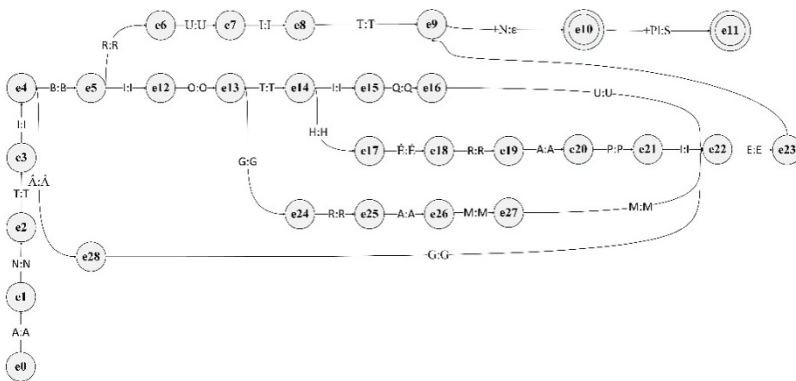 e6 U:U e7 I:I e8 T:T e9 +N:ε e10 +Pl:S e11
R:R
e4 B:B e5 I:I e12 O:O e13 T:T e14 I:I e15 Q:Q e16 U:U
I:I
H:H
e3 Â:Â G:G e17 É:É e18 R:R e19 A:A e20 P:P e21 I:I e22 E:E e23
T:T
e2 e24 R:R e25 A:A e26 M:M e27 M:M
N:N e28 G:G
e1
A:A
e0